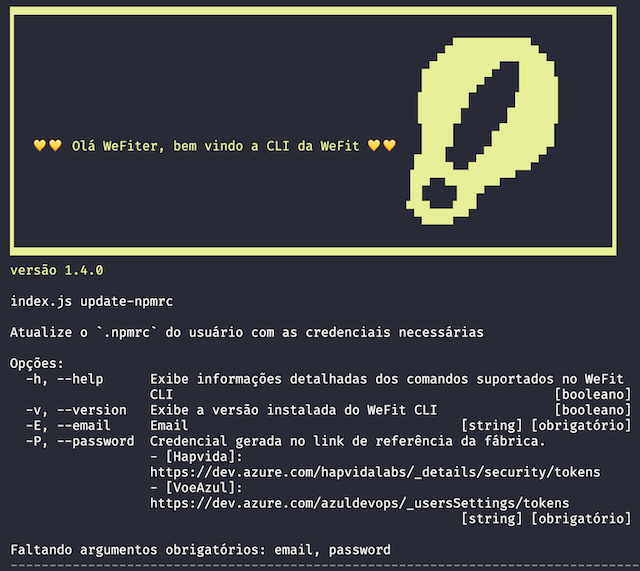 💛💛 Olá WeFiter, bem vindo a CLI da WeFit 💛💛
versão 1.4.0
index.js update-npmrc
Atualize o `.npmrc` do usuário com as credenciais necessárias
Opções:
-h, --help Exibe informações detalhadas dos comandos suportados no WeFit
CLI [booleano]
-v, --version Exibe a versão instalada do WeFit CLI [booleano]
-E, --email Email [string] [obrigatório]
-P, --password Credencial gerada no link de referência da fábrica.
- [Hapvida]:
https://dev.azure.com/hapvidalabs/_details/security/tokens
- [VoeAzul]:
https://dev.azure.com/azuldevops/_usersSettings/tokens
[string] [obrigatório]
Faltando argumentos obrigatórios: email, password